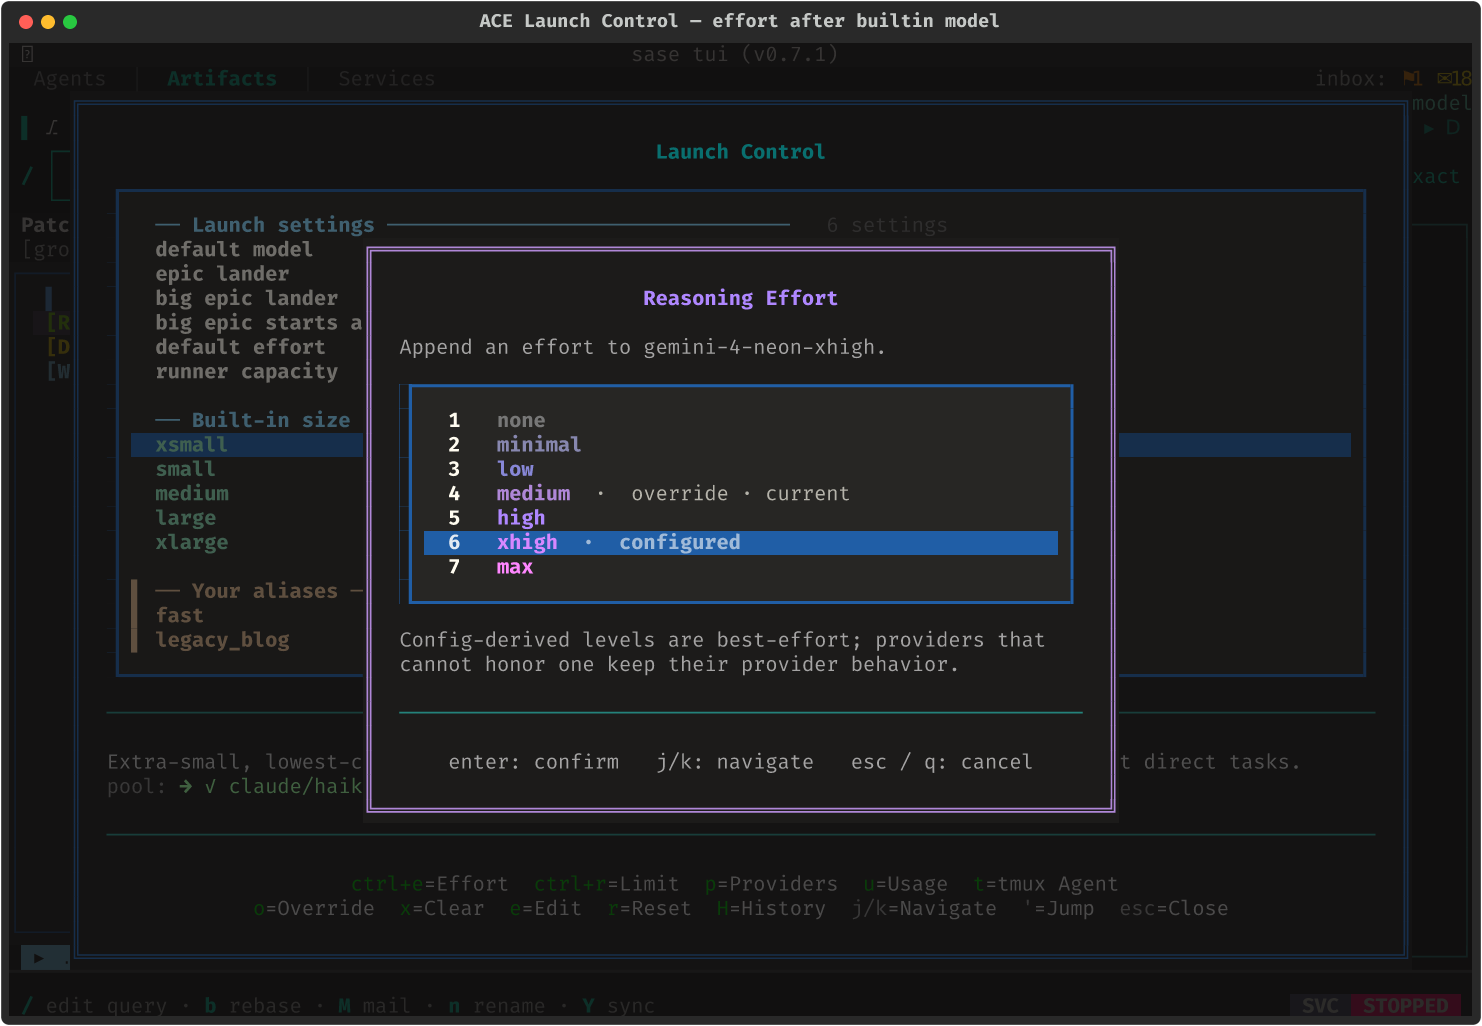 ACE Launch Control — effort after builtin model
sase tui (v0.7.1)
Agents | Artifacts | Services
inbox: 1 18
model
▸ D
/
xact
Launch Control
Patc
[gro
[R
[D
[W
── Launch settings ── 6 settings
default model
epic lander
big epic lander
big epic starts a
default effort
runner capacity
── Built-in size
xsmall
small
medium
large
xlarge
── Your aliases ─
fast
legacy_blog
Reasoning Effort
Append an effort to gemini-4-neon-xhigh.
1 none
2 minimal
3 low
4 medium · override · current
5 high
6 xhigh · configured
7 max
Config-derived levels are best-effort; providers that
cannot honor one keep their provider behavior.
enter: confirm j/k: navigate esc / q: cancel
Extra-small, lowest-c
t direct tasks.
pool: → √ claude/haik
ctrl+e=Effort ctrl+r=Limit p=Providers u=Usage t=tmux Agent
o=Override x=Clear e=Edit r=Reset H=History j/k=Navigate '=Jump esc=Close
/ edit query · b rebase · M mail · n rename · Y sync
SVC STOPPED